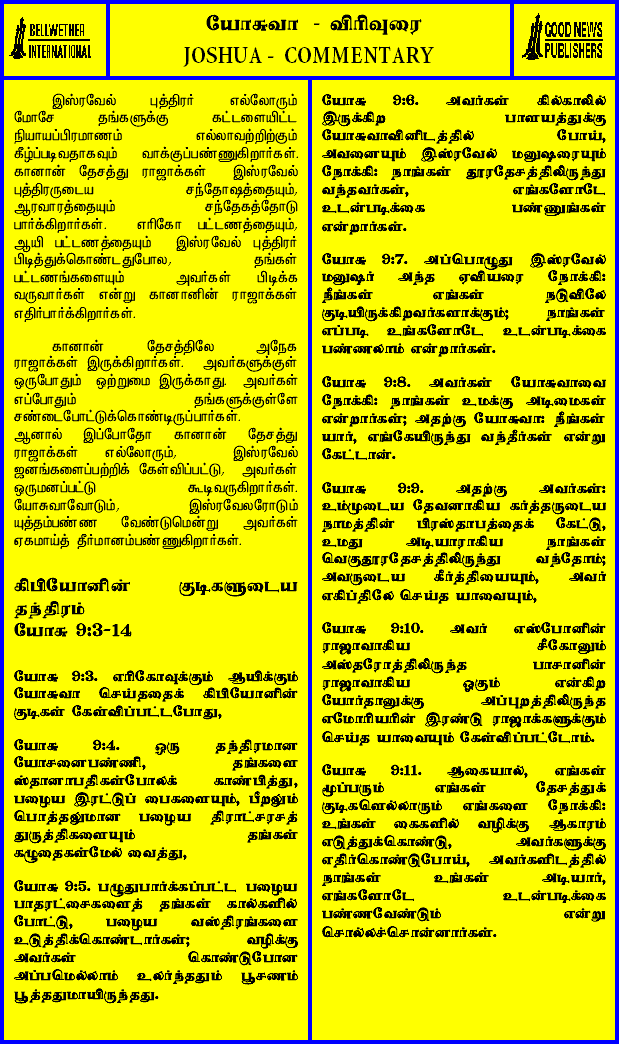 BELLWETHER
INTERNATIONAL
யோசுவா - விரிவுரை
JOSHUA - COMMENTARY
GOOD NEWS
PUBLISHERS
இஸ்ரவேல் புத்திரர் எல்லோரும்
மோசே தங்களுக்கு கட்டளையிட்ட
நியாயப்பிரமாணம் எல்லாவற்றிற்கும்
கீழ்ப்படிவதாகவும் வாக்குப்பண்ணுகிறார்கள்.
கானான் தேசத்து ராஜாக்கள் இஸ்ரவேல்
புத்திரருடைய சந்தோஷத்தையும்,
ஆரவாரத்தையும் சந்தேகத்தோடு
பார்க்கிறார்கள். எரிகோ பட்டணத்தையும்,
ஆயி பட்டணத்தையும் இஸ்ரவேல் புத்திரர்
பிடித்துக்கொண்டதுபோல, தங்கள்
பட்டணங்களையும் அவர்கள் பிடிக்க
வருவார்கள் என்று கானானின் ராஜாக்கள்
எதிர்பார்க்கிறார்கள்.
கானான் தேசத்திலே அநேக
ராஜாக்கள் இருக்கிறார்கள். அவர்களுக்குள்
ஒருபோதும் ஒற்றுமை இருக்காது. அவர்கள்
எப்போதும் தங்களுக்குள்ளே
சண்டைபோட்டுக்கொண்டிருப்பார்கள்.
ஆனால் இப்போதோ கானான் தேசத்து
ராஜாக்கள் எல்லோரும், இஸ்ரவேல்
ஜனங்களைப்பற்றிக் கேள்விப்பட்டு, அவர்கள்
ஒருமனப்பட்டு கூடிவருகிறார்கள்.
யோசுவாவோடும், இஸ்ரவேலரோடும்
யுத்தம்பண்ண வேண்டுமென்று அவர்கள்
ஏகமாய்த் தீர்மானம்பண்ணுகிறார்கள்.
கிபியோனின் குடிகளுடைய
தந்திரம்
யோசு 9:3-14
யோசு 9:3. எரிகோவுக்கும் ஆயிக்கும்
யோசுவா செய்ததைக் கிபியோனின்
குடிகள் கேள்விப்பட்டபோது,
யோசு 9:4. ஒரு தந்திரமான
யோசனைபண்ணி, தங்களை
ஸ்தானாபதிகள்போலக் காண்பித்து,
பழைய இரட்டுப் பைகளையும், பீறலும்
பொத்தலுமான பழைய திராட்சரசத்
துருத்திகளையும் தங்கள்
கழுதைகள்மேல் வைத்து,
யோசு 9:5. பழுதுபார்க்கப்பட்ட பழைய
பாதரட்சைகளைத் தங்கள் கால்களில்
போட்டு, பழைய வஸ்திரங்களை
உடுத்திக்கொண்டார்கள்; வழிக்கு
அவர்கள் கொண்டுபோன
அப்பமெல்லாம் உலர்ந்ததும் பூசணம்
பூத்ததுமாயிருந்தது.
யோசு 9:6. அவர்கள் கில்காலில்
இருக்கிற பாளயத்துக்கு
யோசுவாவினிடத்தில் போய்,
அவனையும் இஸ்ரவேல் மனுஷரையும்
நோக்கி: நாங்கள் தூரதேசத்திலிருந்து
வந்தவர்கள், எங்களோடே
உடன்படிக்கை பண்ணுங்கள்
என்றார்கள்.
யோசு 9:7. அப்பொழுது இஸ்ரவேல்
மனுஷர் அந்த ஏவியரை நோக்கி:
நீங்கள் எங்கள் நடுவிலே
குடியிருக்கிறவர்களாக்கும்; நாங்கள்
எப்படி உங்களோடே உடன்படிக்கை
பண்ணலாம் என்றார்கள்.
யோசு 9:8. அவர்கள் யோசுவாவை
நோக்கி: நாங்கள் உமக்கு அடிமைகள்
என்றார்கள்; அதற்கு யோசுவா: நீங்கள்
யார், எங்கேயிருந்து வந்தீர்கள் என்று
கேட்டான்.
யோசு 9:9. அதற்கு அவர்கள்:
உம்முடைய தேவனாகிய கர்த்தருடைய
நாமத்தின் பிரஸ்தாபத்தைக் கேட்டு,
உமது அடியாராகிய நாங்கள்
வெகுதூரதேசத்திலிருந்து வந்தோம்;
அவருடைய கீர்த்தியையும், அவர்
எகிப்திலே செய்த யாவையும்,
யோசு 9:10. அவர் எஸ்போனின்
ராஜாவாகிய சீகோனும்
அஸ்தரோத்திலிருந்த பாசானின்
ராஜாவாகிய ஒகும் என்கிற
யோர்தானுக்கு அப்புறத்திலிருந்த
எமோரியரின் இரண்டு ராஜாக்களுக்கும்
செய்த யாவையும் கேள்விப்பட்டோம்.
யோசு 9:11. ஆகையால், எங்கள்
மூப்பரும் எங்கள் தேசத்துக்
குடிகளெல்லாரும் எங்களை நோக்கி:
உங்கள் கைகளில் வழிக்கு ஆகாரம்
எடுத்துக்கொண்டு, அவர்களுக்கு
எதிர்கொண்டுபோய், அவர்களிடத்தில்
நாங்கள் உங்கள் அடியார்,
எங்களோடே உடன்படிக்கை
பண்ணவேண்டும் என்று
சொல்லச்சொன்னார்கள்.